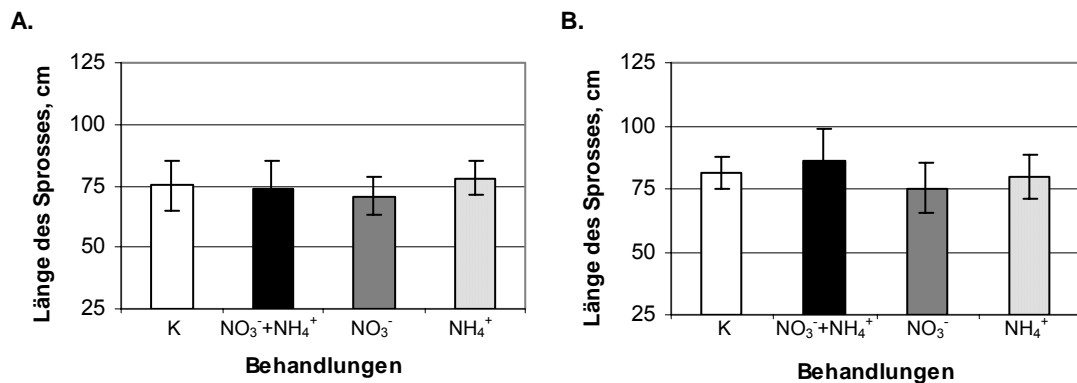 A.
Länge des Sprosses, cm
125
100
75
50
25
K NO₃⁻+NH₄⁺ NO₃⁻ NH₄⁺
Behandlungen
B.
Länge des Sprosses, cm
125
100
75
50
25
K NO₃⁻+NH₄⁺ NO₃⁻ NH₄⁺
Behandlungen